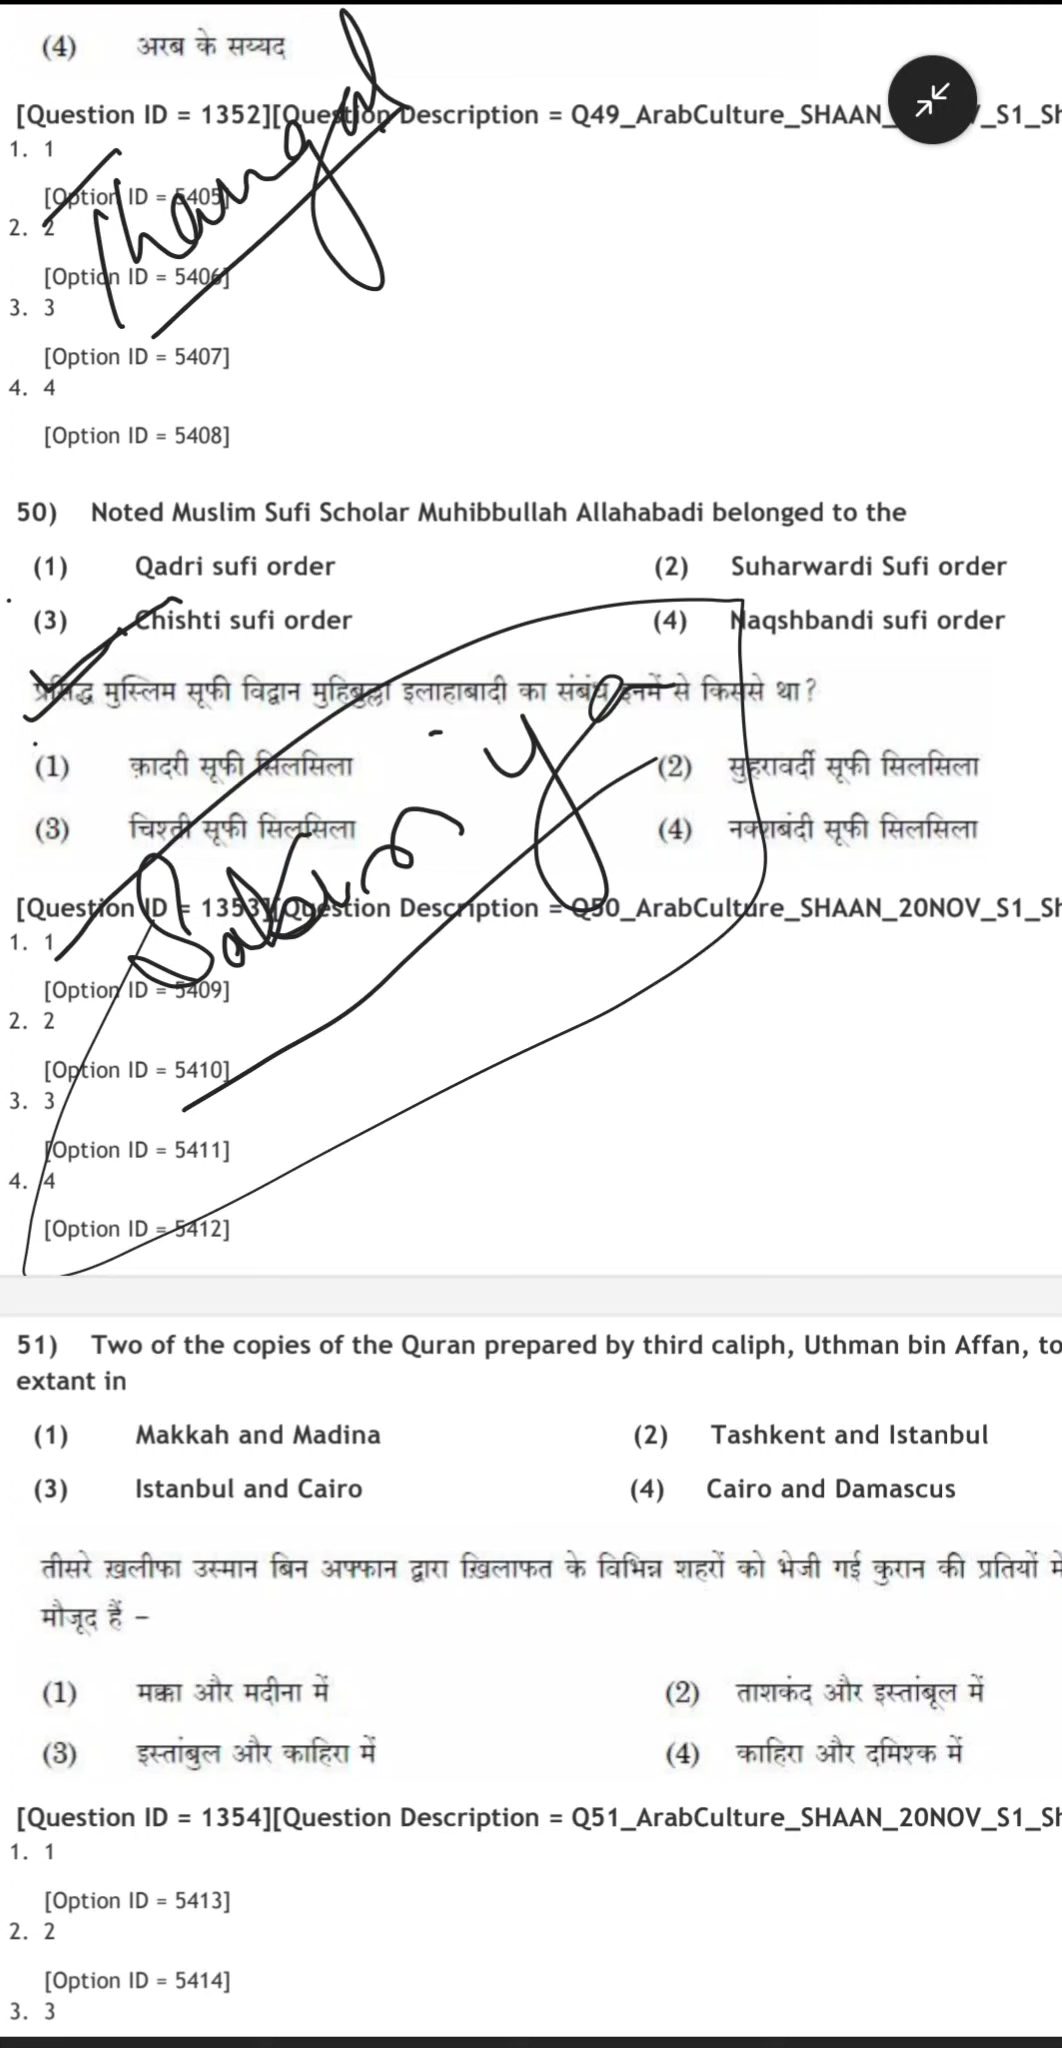 (4) अरब के सय्यद
[Question ID = 1352][Question Description = Q49_ArabCulture_SHAAN_ _S1_Sh
1. 1
[Option ID = 5405]
2. 2
[Option ID = 5406]
3. 3
[Option ID = 5407]
4. 4
[Option ID = 5408]
Thangal
50) Noted Muslim Sufi Scholar Muhibbullah Allahabadi belonged to the
(1) Qadri sufi order (2) Suharwardi Sufi order
(3) Chishti sufi order (4) Naqshbandi sufi order
प्रसिद्ध मुस्लिम सूफी विद्वान मुहिबुल्ला इलाहाबादी का संबंध इनमें से किससे था?
(1) क़ादरी सूफी सिलसिला (2) सुहरावर्दी सूफी सिलसिला
(3) चिश्ती सूफी सिलसिला (4) नक्शबंदी सूफी सिलसिला
[Question ID = 1353][Question Description = Q50_ArabCulture_SHAAN_20NOV_S1_Sh
1. 1
[Option ID = 5409]
2. 2
[Option ID = 5410]
3. 3
[Option ID = 5411]
4. 4
[Option ID = 5412]
51) Two of the copies of the Quran prepared by third caliph, Uthman bin Affan, to
extant in
(1) Makkah and Madina (2) Tashkent and Istanbul
(3) Istanbul and Cairo (4) Cairo and Damascus
तीसरे ख़लीफा उस्मान बिन अफ्फान द्वारा ख़िलाफत के विभिन्न शहरों को भेजी गई कुरान की प्रतियों में
मौजूद हैं –
(1) मक्का और मदीना में (2) ताशकंद और इस्तांबूल में
(3) इस्तांबुल और काहिरा में (4) काहिरा और दमिश्क में
[Question ID = 1354][Question Description = Q51_ArabCulture_SHAAN_20NOV_S1_Sh
1. 1
[Option ID = 5413]
2. 2
[Option ID = 5414]
3. 3